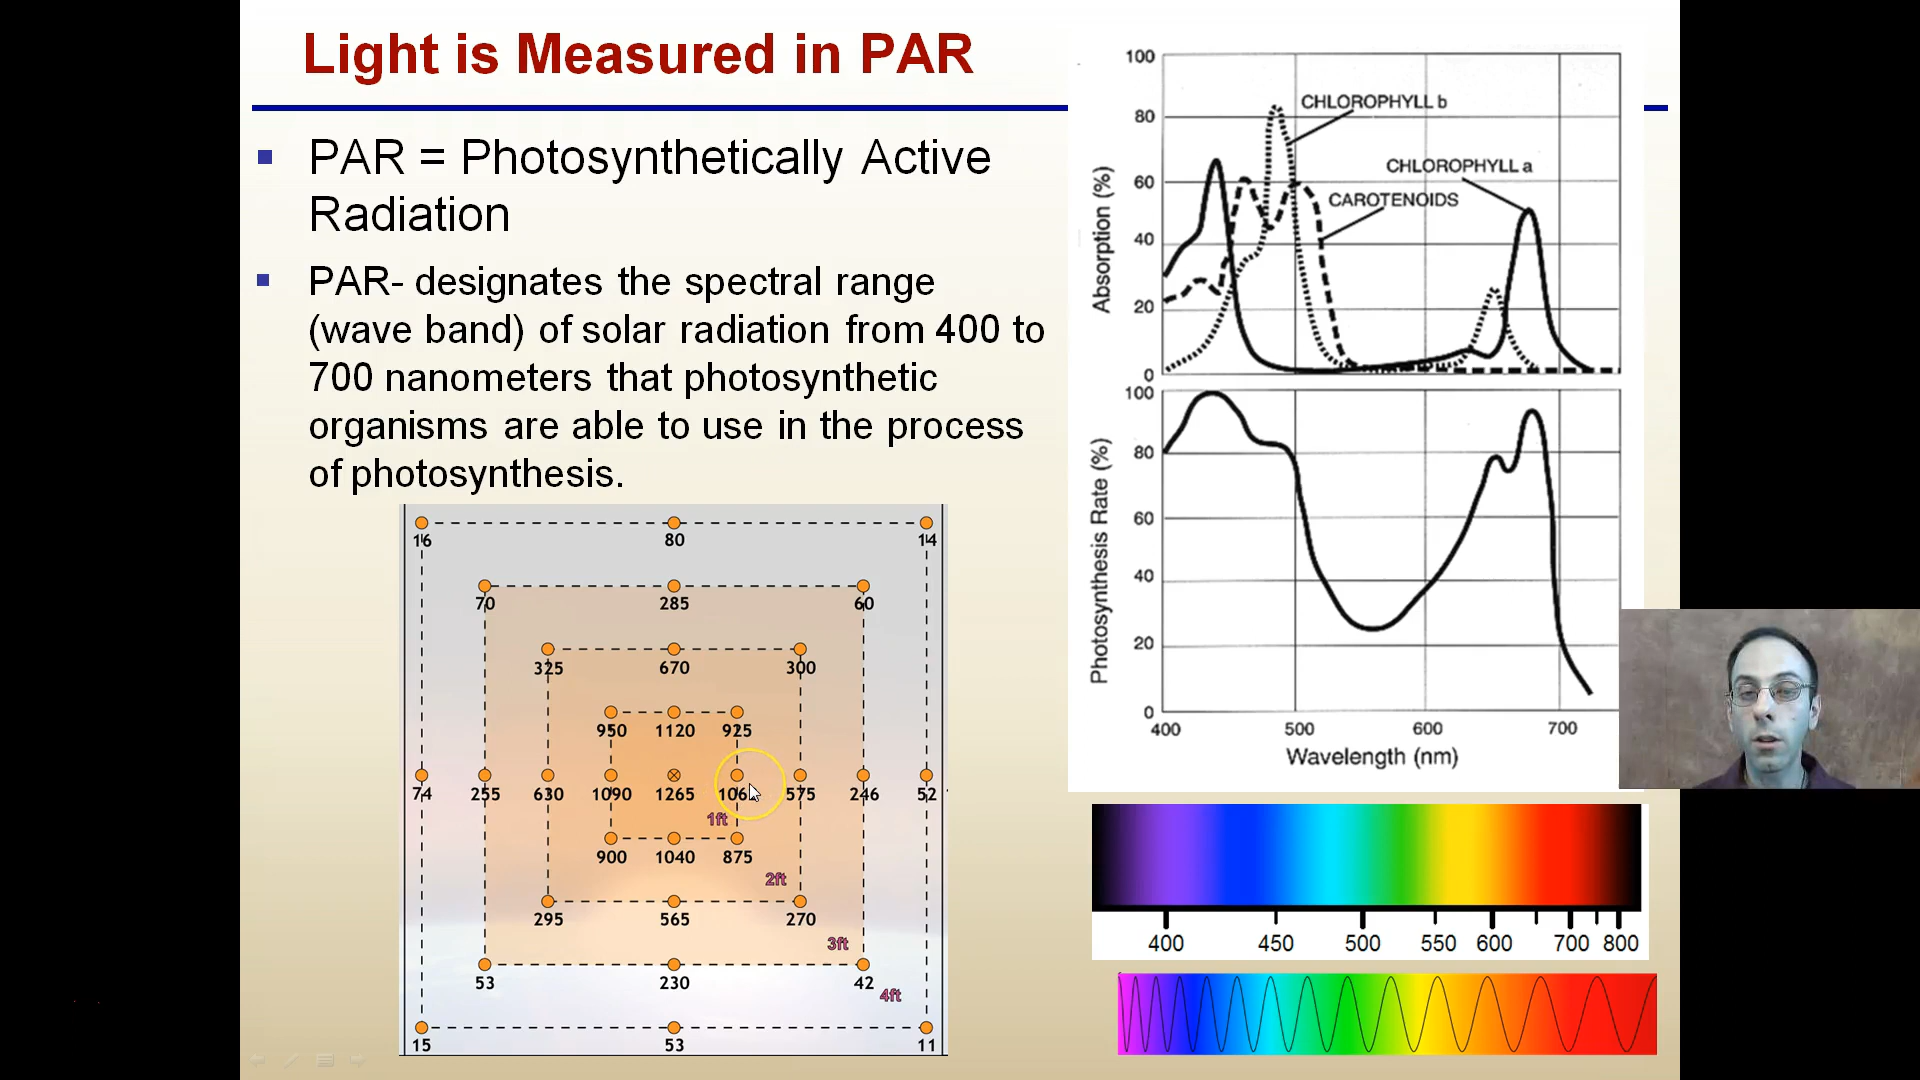 Light is Measured in PAR
PAR = Photosynthetically Active
Radiation
PAR- designates the spectral range
(wave band) of solar radiation from 400 to
700 nanometers that photosynthetic
organisms are able to use in the process
of photosynthesis.
16 80 14
70 285 60
325 670 300
950 1120 925
74 255 630 1090 1265 575 246 52
1ft
900 1040 875
2ft
295 565 270
3ft
53 230 42
4ft
15 53 11
100
80
60
40
20
0
Absorption (%)
CHLOROPHYLL b
CHLOROPHYLL a
CAROTENOIDS
100
80
60
40
20
0
Photosynthesis Rate (%)
400 500 600 700
Wavelength (nm)
400 450 500 550 600 700 800